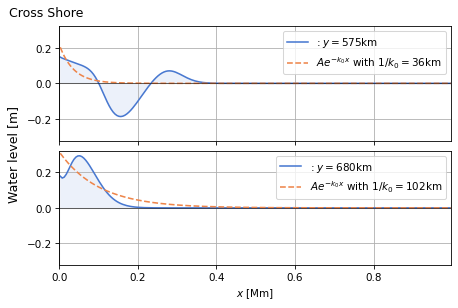 Cross Shore
Water level [m]
0.2
0.0
−0.2
: y = 575km
Ae^{−k₀x} with 1/k₀ = 36km
0.2
0.0
−0.2
: y = 680km
Ae^{−k₀x} with 1/k₀ = 102km
0.0 0.2 0.4 0.6 0.8
x [Mm]